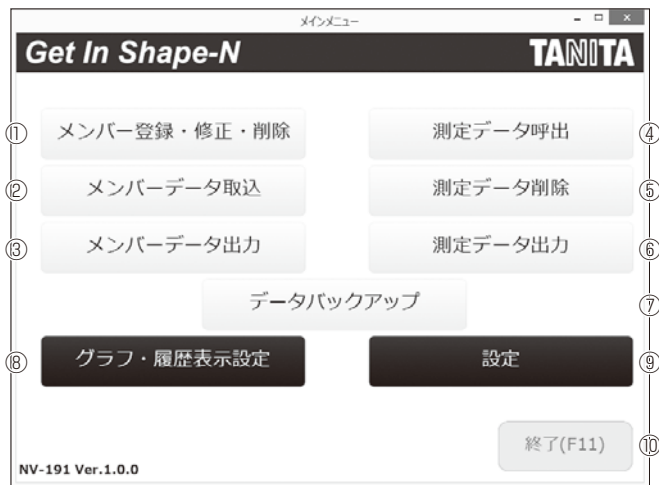 メインメニュー
Get In Shape-N TANITA
① メンバー登録・修正・削除 測定データ呼出 ④
② メンバーデータ取込 測定データ削除 ⑤
③ メンバーデータ出力 測定データ出力 ⑥
データバックアップ ⑦
⑧ グラフ・履歴表示設定 設定 ⑨
終了(F11) ⑩
NV-191 Ver.1.0.0